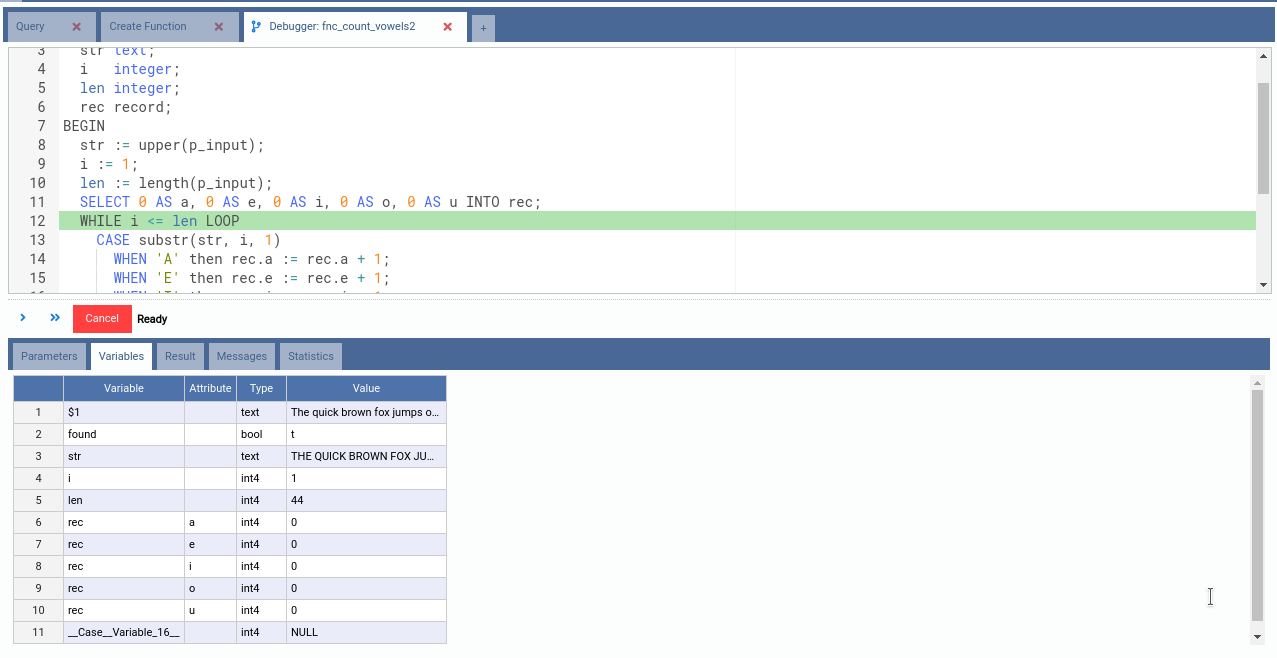 Query × Create Function × Debugger: fnc_count_vowels2 × +
3 str text;
4 i integer;
5 len integer;
6 rec record;
7 BEGIN
8 str := upper(p_input);
9 i := 1;
10 len := length(p_input);
11 SELECT 0 AS a, 0 AS e, 0 AS i, 0 AS o, 0 AS u INTO rec;
12 WHILE i <= len LOOP
13 CASE substr(str, i, 1)
14 WHEN 'A' then rec.a := rec.a + 1;
15 WHEN 'E' then rec.e := rec.e + 1;
Cancel Ready
Parameters Variables Result Messages Statistics
Variable Attribute Type Value
1 $1 text The quick brown fox jumps o...
2 found bool t
3 str text THE QUICK BROWN FOX JU...
4 i int4 1
5 len int4 44
6 rec a int4 0
7 rec e int4 0
8 rec i int4 0
9 rec o int4 0
10 rec u int4 0
11 __Case__Variable_16__ int4 NULL